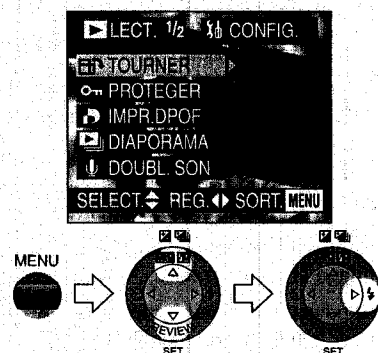 LECT. 1/2 CONFIG.
TOURNER
PROTEGER
IMPR.DPOF
DIAPORAMA
DOUBL. SON
SELECT. REG. SORT. MENU
MENU
REVIEW
SET
SET